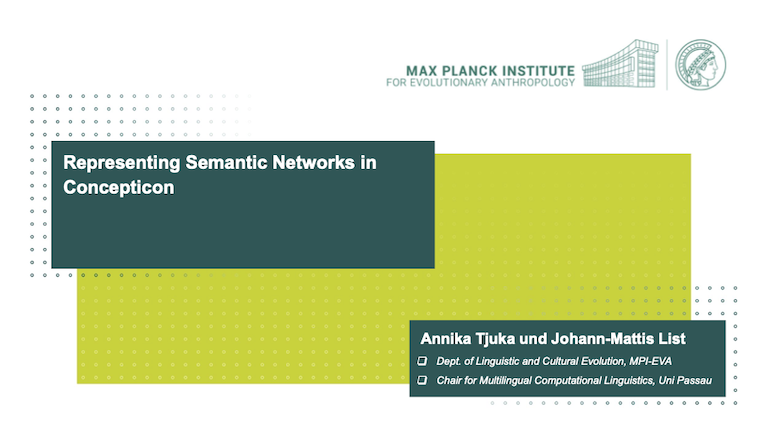 MAX PLANCK INSTITUTE
FOR EVOLUTIONARY ANTHROPOLOGY
Representing Semantic Networks in
Concepticon
Annika Tjuka und Johann-Mattis List
Dept. of Linguistic and Cultural Evolution, MPI-EVA
Chair for Multilingual Computational Linguistics, Uni Passau